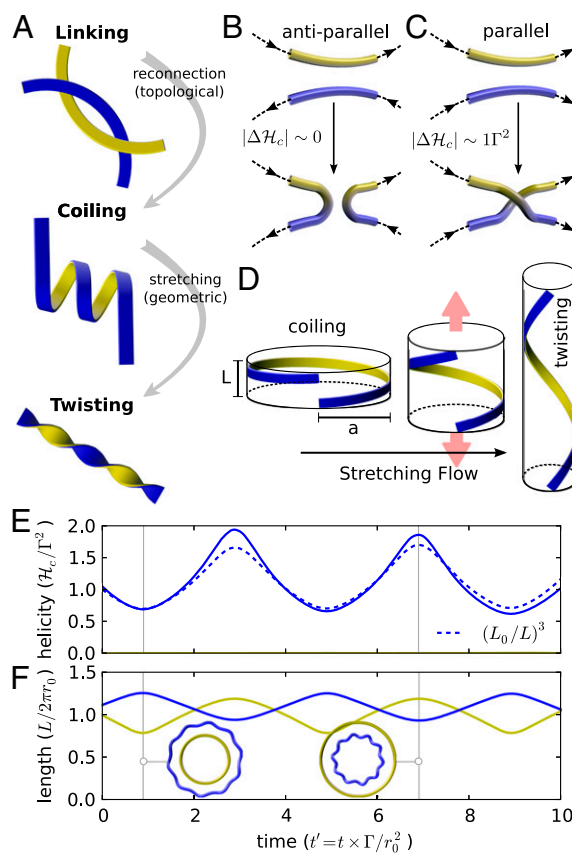 A
Linking
reconnection
(topological)
Coiling
stretching
(geometric)
Twisting
B
anti-parallel
|Δℋ_c| ∼ 0
C
parallel
|Δℋ_c| ∼ 1Γ²
D
coiling
L
a
twisting
Stretching Flow
E
helicity (ℋ_c/Γ²)
2.0
1.5
1.0
0.5
0.0
(L₀/L)³
F
length (L/2πr₀)
1.5
1.0
0.5
0.0
0 2 4 6 8 10
time (t′=t × Γ/r₀²)